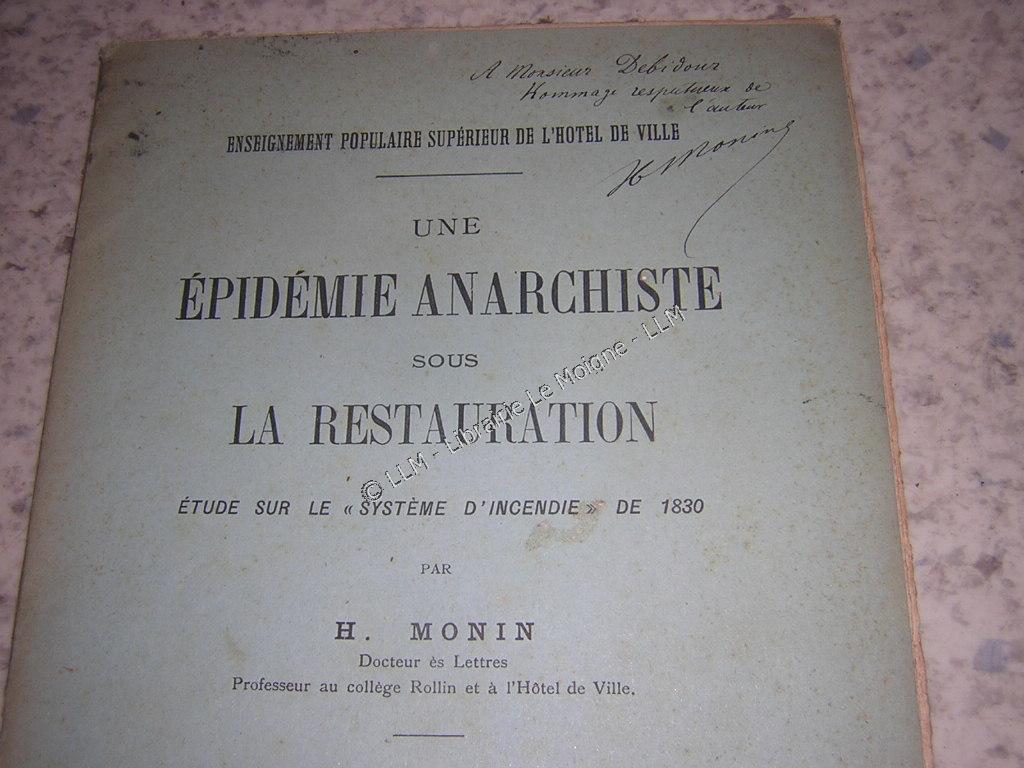 A Monsieur Debidour
Hommage respectueux de
l'auteur
H Monin
ENSEIGNEMENT POPULAIRE SUPÉRIEUR DE L'HOTEL DE VILLE
UNE
ÉPIDÉMIE ANARCHISTE
SOUS
LA RESTAURATION
© LLM - Librairie Le Moigne - LLM
ÉTUDE SUR LE « SYSTÈME D'INCENDIE » DE 1830
PAR
H. MONIN
Docteur ès Lettres
Professeur au collège Rollin et à l'Hôtel de Ville.